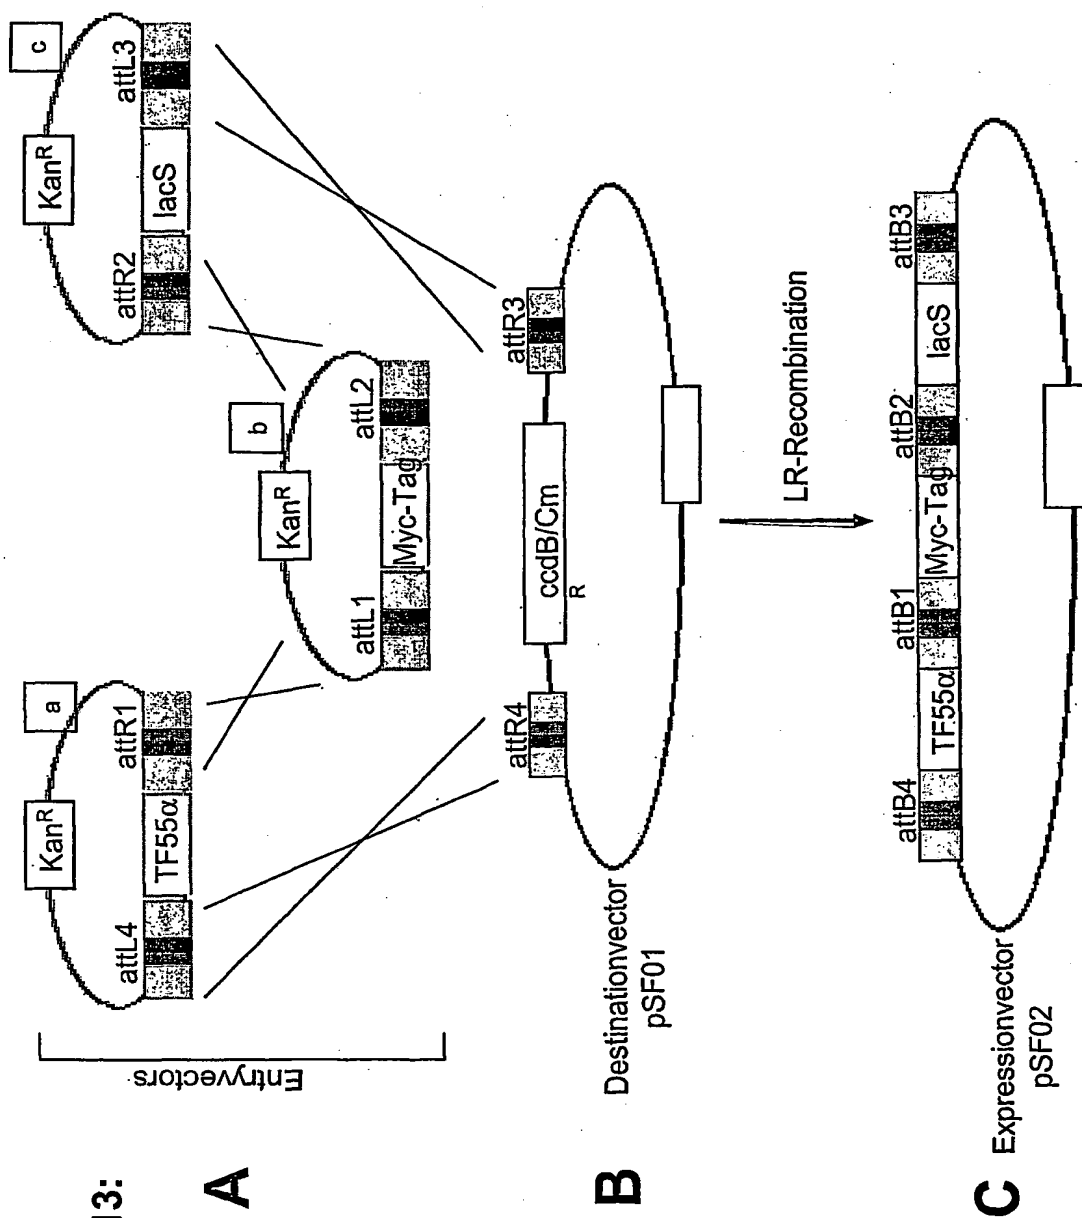 13:
A
Entryvectors
Kan^R
a
attL4
TF55α
attR1
Kan^R
b
attL1
Myc-Tag
attL2
Kan^R
c
attR2
lacS
attL3
B
Destinationvector
pSF01
attR4
ccdB/Cm
R
attR3
LR-Recombination
C
Expressionvector
pSF02
attB4
TF55α
attB1
Myc-Tag
attB2
lacS
attB3